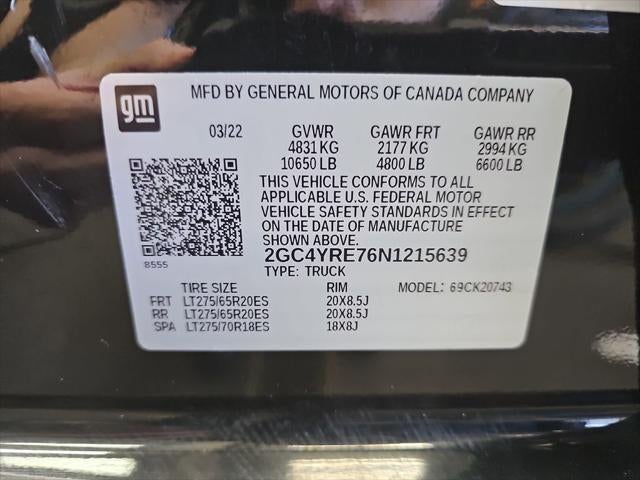 gm
MFD BY GENERAL MOTORS OF CANADA COMPANY
03/22 GVWR GAWR FRT GAWR RR
4831 KG 2177 KG 2994 KG
10650 LB 4800 LB 6600 LB
THIS VEHICLE CONFORMS TO ALL
APPLICABLE U.S. FEDERAL MOTOR
VEHICLE SAFETY STANDARDS IN EFFECT
ON THE DATE OF MANUFACTURE
SHOWN ABOVE.
8555
2GC4YRE76N1215639
TYPE: TRUCK
TIRE SIZE RIM MODEL: 69CK20743
FRT LT275/65R20ES 20X8.5J
RR LT275/65R20ES 20X8.5J
SPA LT275/70R18ES 18X8J